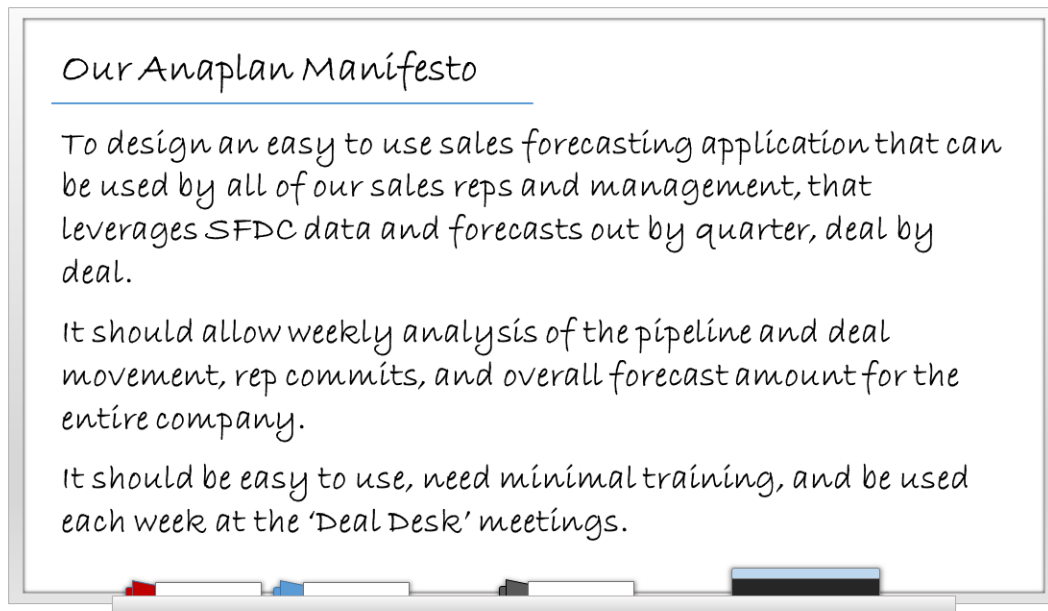 Our Anaplan Manifesto
To design an easy to use sales forecasting application that can
be used by all of our sales reps and management, that
leverages SFDC data and forecasts out by quarter, deal by
deal.
It should allow weekly analysis of the pipeline and deal
movement, rep commits, and overall forecast amount for the
entire company.
It should be easy to use, need minimal training, and be used
each week at the ‘Deal Desk’ meetings.